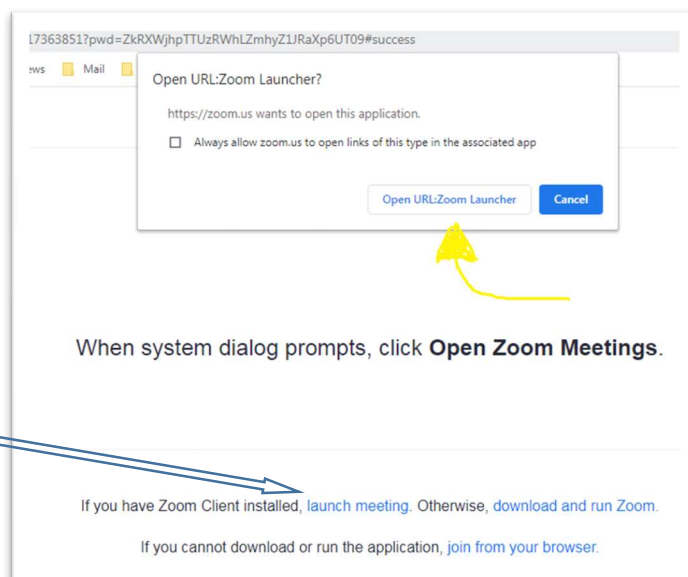 17363851?pwd=ZkRXWjhpTTUzRWhLZmhyZ1JRaXp6UT09#success
ews Mail
Open URL:Zoom Launcher?
https://zoom.us wants to open this application.
Always allow zoom.us to open links of this type in the associated app
Open URL:Zoom Launcher Cancel
When system dialog prompts, click Open Zoom Meetings.
If you have Zoom Client installed, launch meeting. Otherwise, download and run Zoom.
If you cannot download or run the application, join from your browser.